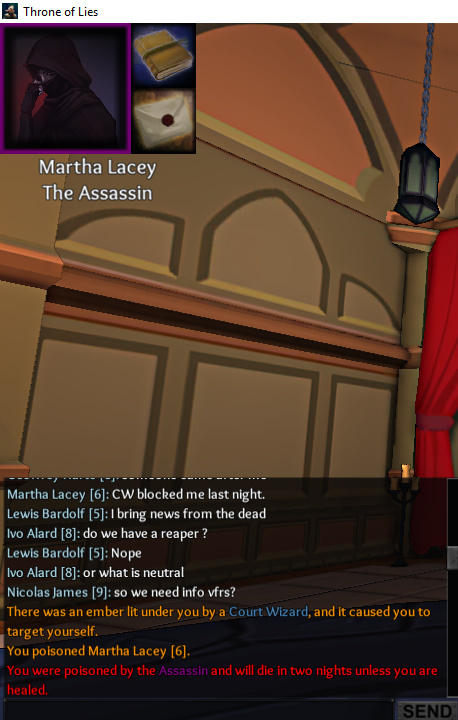 Throne of Lies
Martha Lacey
The Assassin
Martha Lacey [6]: CW blocked me last night.
Lewis Bardolf [5]: I bring news from the dead
Ivo Alard [8]: do we have a reaper ?
Lewis Bardolf [5]: Nope
Ivo Alard [8]: or what is neutral
Nicolas James [9]: so we need info vfrs?
There was an ember lit under you by a Court Wizard, and it caused you to
target yourself.
You poisoned Martha Lacey [6].
You were poisoned by the Assassin and will die in two nights unless you are
healed.
SEND